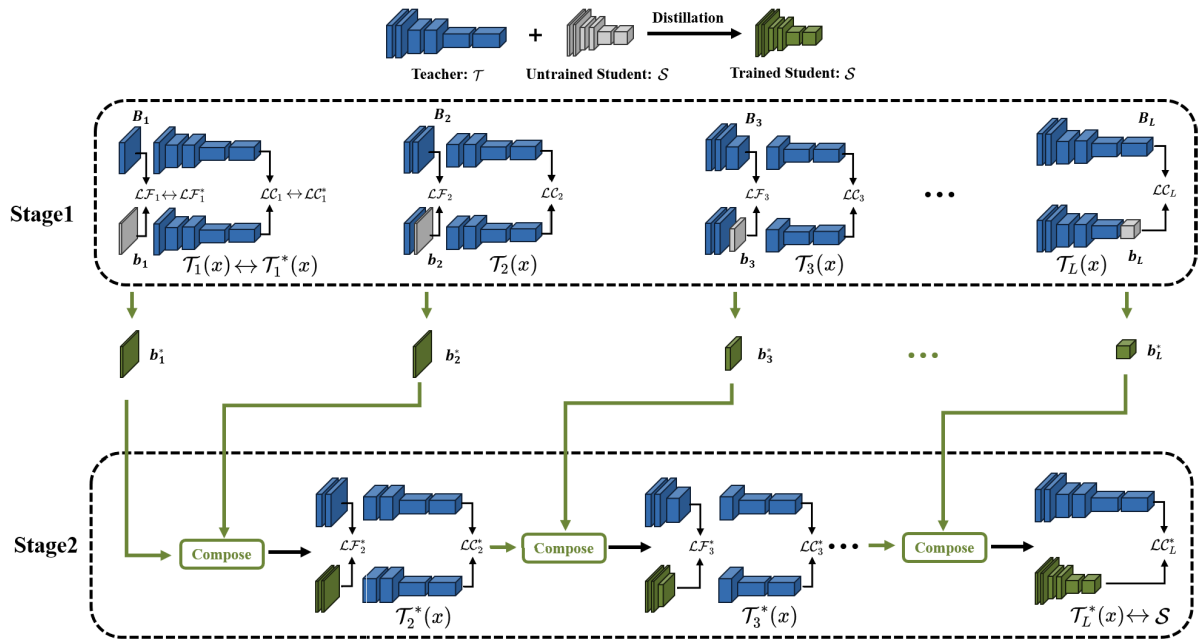 Distillation
+
Teacher: 𝒯
Untrained Student: 𝒮
Trained Student: 𝒮
Stage1
B₁
B₂
B₃
B_L
ℒℱ₁↔ℒℱ₁*
ℒ𝒞₁↔ℒ𝒞₁*
ℒℱ₂
ℒ𝒞₂
ℒℱ₃
ℒ𝒞₃
•••
ℒ𝒞_L
b₁
b₂
b₃
b_L
𝒯₁(x)↔𝒯₁*(x)
𝒯₂(x)
𝒯₃(x)
𝒯_L(x)
b₁*
b₂*
b₃*
•••
b_L*
Stage2
Compose
ℒℱ₂*
ℒ𝒞₂*
Compose
ℒℱ₃*
ℒ𝒞₃*
•••
Compose
ℒ𝒞_L*
𝒯₂*(x)
𝒯₃*(x)
𝒯_L*(x)↔𝒮